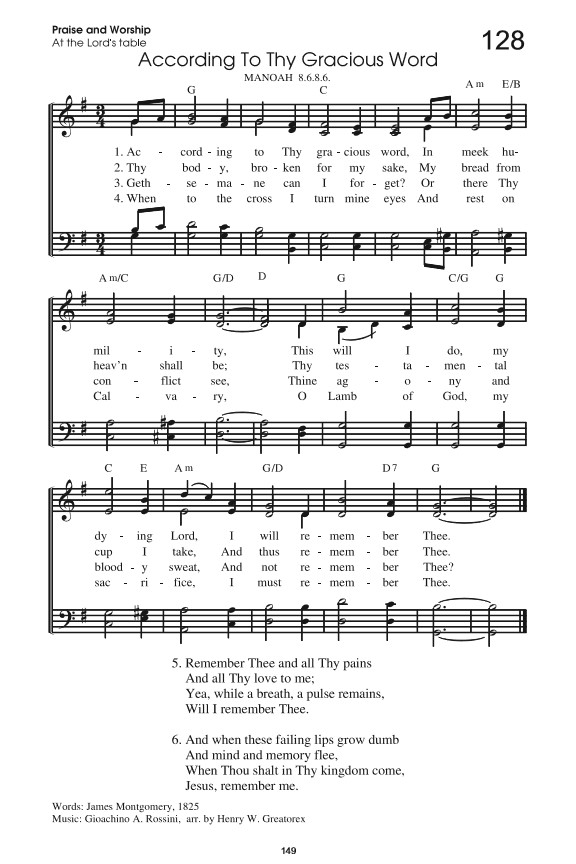 Praise and Worship
At the Lord's table
128
According To Thy Gracious Word
MANOAH 8.6.8.6.
G C A m E/B
1. Ac - cord - ing to Thy gra - cious word, In meek hu-
2. Thy bod - y, bro - ken for my sake, My bread from
3. Geth - se - ma - ne can I for - get? Or there Thy
4. When to the cross I turn mine eyes And rest on
A m/C G/D D G C/G G
mil - i - ty, This will I do, my
heav'n shall be; Thy tes - ta - men - tal
con - flict see, Thine ag - o - ny and
Cal - va - ry, O Lamb of God, my
C E A m G/D D 7 G
dy - ing Lord, I will re - mem - ber Thee.
cup I take, And thus re - mem - ber Thee.
blood - y sweat, And not re - mem - ber Thee?
sac - ri - fice, I must re - mem - ber Thee.
5. Remember Thee and all Thy pains
And all Thy love to me;
Yea, while a breath, a pulse remains,
Will I remember Thee.
6. And when these failing lips grow dumb
And mind and memory flee,
When Thou shalt in Thy kingdom come,
Jesus, remember me.
Words: James Montgomery, 1825
Music: Gioachino A. Rossini, arr. by Henry W. Greatorex
149